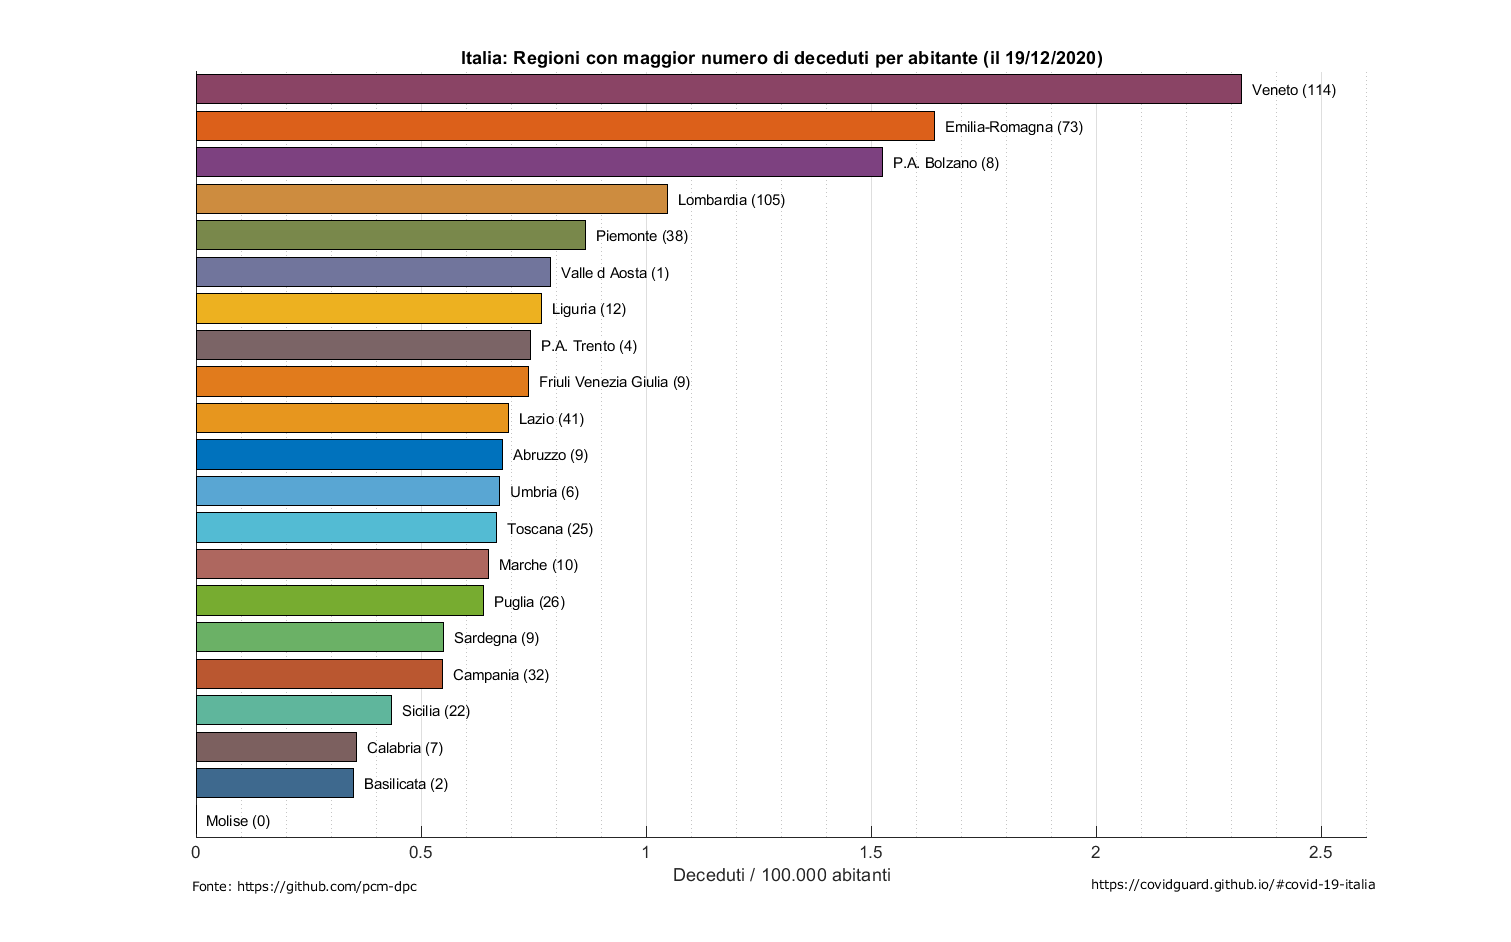 Italia: Regioni con maggior numero di deceduti per abitante (il 19/12/2020)
Veneto (114)
Emilia-Romagna (73)
P.A. Bolzano (8)
Lombardia (105)
Piemonte (38)
Valle d Aosta (1)
Liguria (12)
P.A. Trento (4)
Friuli Venezia Giulia (9)
Lazio (41)
Abruzzo (9)
Umbria (6)
Toscana (25)
Marche (10)
Puglia (26)
Sardegna (9)
Campania (32)
Sicilia (22)
Calabria (7)
Basilicata (2)
Molise (0)
0 0.5 1 1.5 2 2.5
Deceduti / 100.000 abitanti
Fonte: https://github.com/pcm-dpc
https://covidguard.github.io/#covid-19-italia